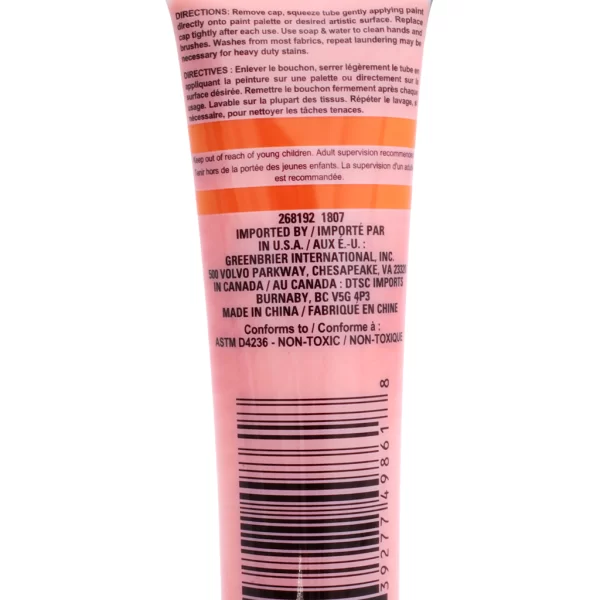 DIRECTIONS: Remove cap, squeeze tube gently applying paint
directly onto paint palette or desired artistic surface. Replace
cap tightly after each use. Use soap & water to clean hands and
brushes. Washes from most fabrics, repeat laundering may be
necessary for heavy duty stains.
DIRECTIVES : Enlever le bouchon, serrer légèrement le tube en
appliquant la peinture sur une palette ou directement sur la
surface désirée. Remettre le bouchon fermement après chaque
usage. Lavable sur la plupart des tissus. Répéter le lavage, si
nécessaire, pour nettoyer les tâches tenaces.
Keep out of reach of young children. Adult supervision recommended.
Tenir hors de la portée des jeunes enfants. La supervision d'un adulte
est recommandée.
268192 1807
IMPORTED BY / IMPORTÉ PAR
IN U.S.A. / AUX É.-U. :
GREENBRIER INTERNATIONAL, INC.
500 VOLVO PARKWAY, CHESAPEAKE, VA 23320
IN CANADA / AU CANADA : DTSC IMPORTS
BURNABY, BC V5G 4P3
MADE IN CHINA / FABRIQUÉ EN CHINE
Conforms to / Conforme à :
ASTM D4236 - NON-TOXIC / NON-TOXIQUE
39277 49861 8